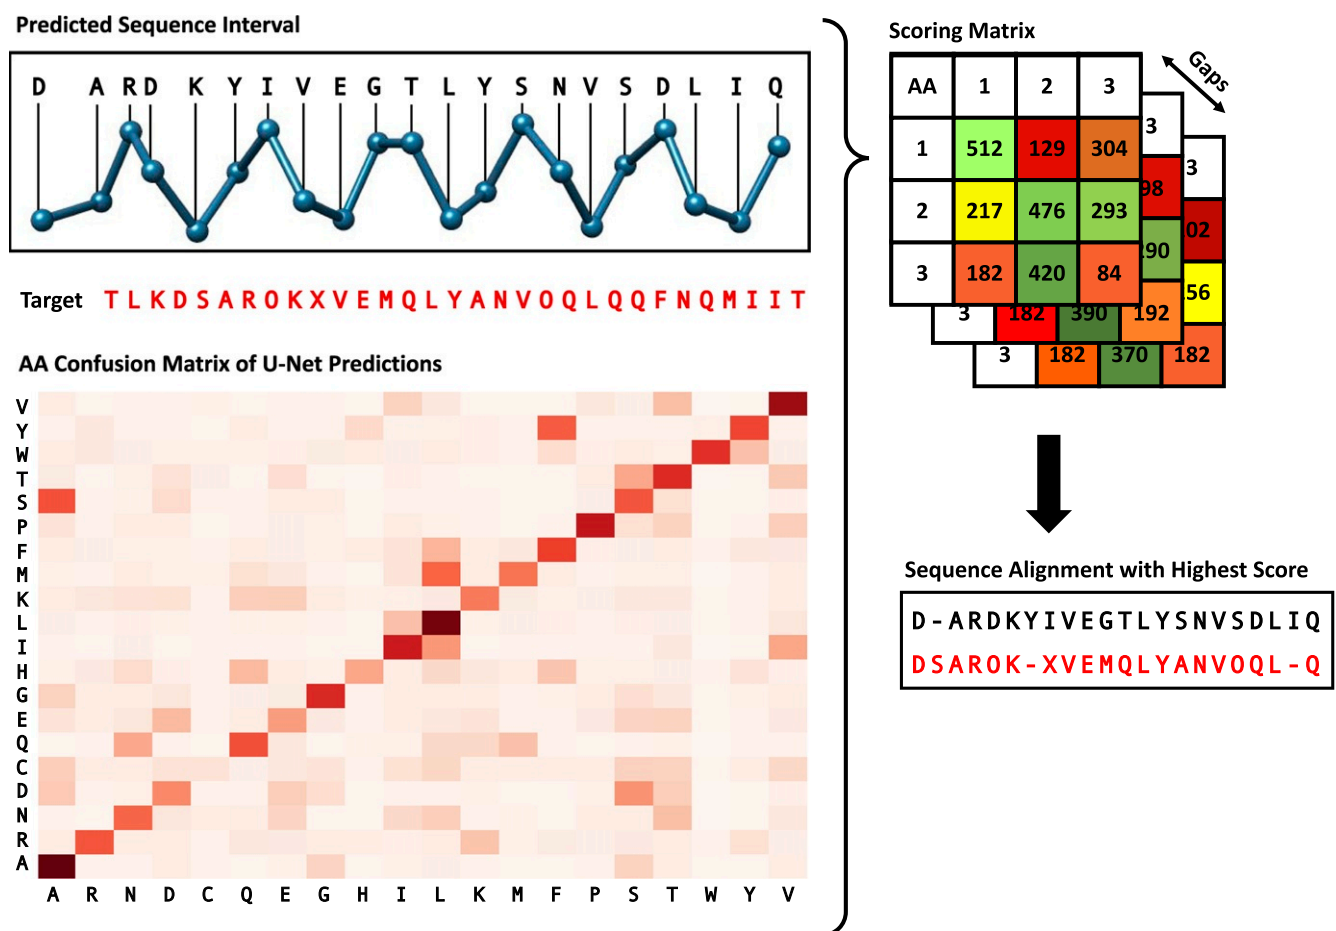 Predicted Sequence Interval
D A R D K Y I V E G T L Y S N V S D L I Q
Target T L K D S A R O K X V E M Q L Y A N V O Q L Q Q F N Q M I I T
AA Confusion Matrix of U-Net Predictions
V
Y
W
T
S
P
F
M
K
L
I
H
G
E
Q
C
D
N
R
A
A R N D C Q E G H I L K M F P S T W Y V
Scoring Matrix
Gaps
AA 1 2 3
1 512 129 304
2 217 476 293
3 182 420 84
3
98
290
3 182 390 192
3
02
56
3 182 370 182
Sequence Alignment with Highest Score
D-ARDKYIVEGTLYSNVSDLIQ
DSAROK-XVEMQLYANVOQL-Q